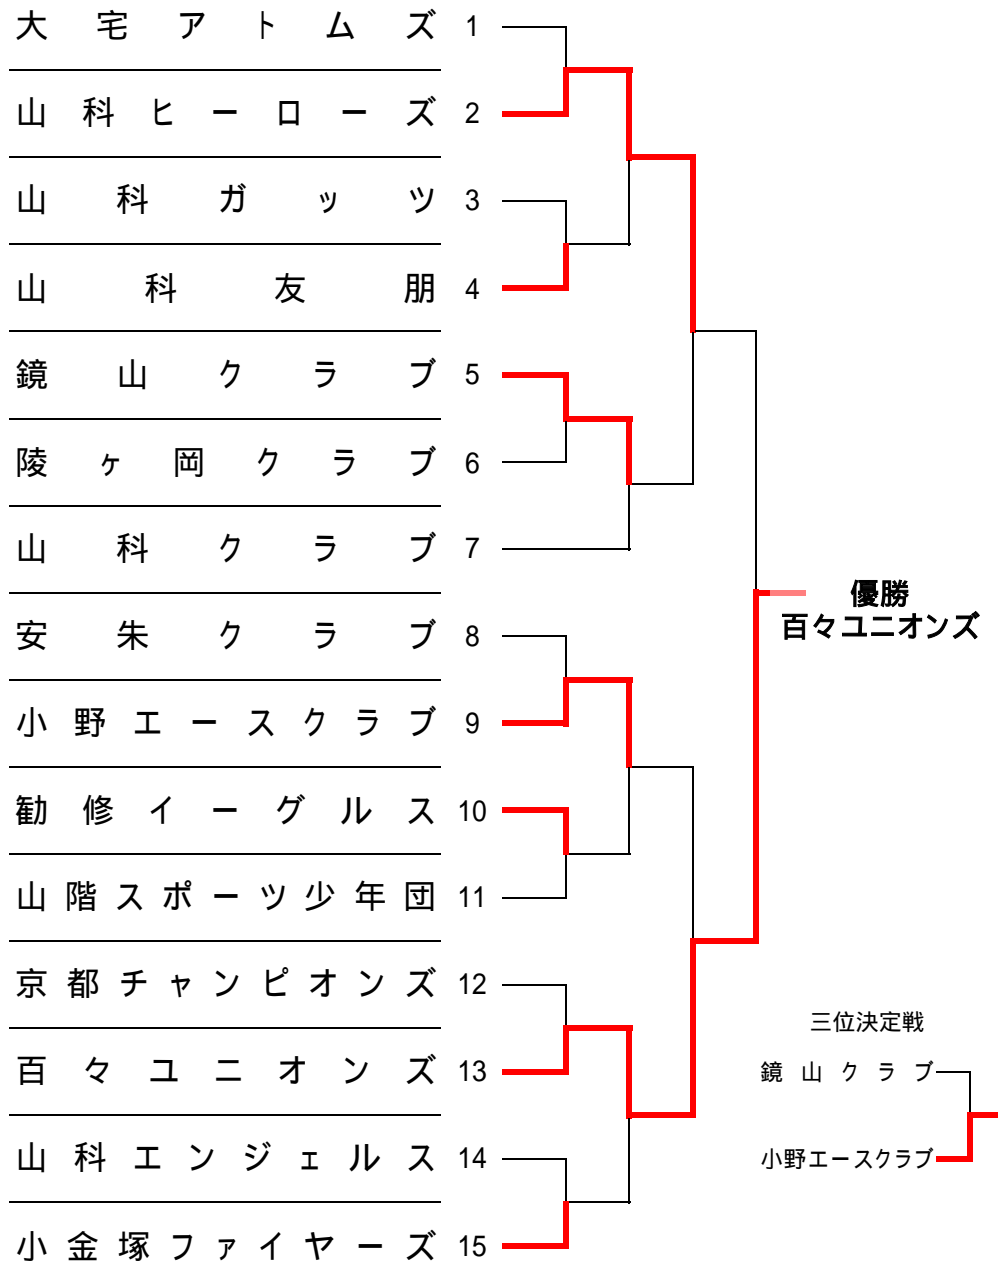 大宅アトムズ 1
山科ヒーローズ 2
山科ガッツ 3
山科友朋 4
鏡山クラブ 5
陵ヶ岡クラブ 6
山科クラブ 7
安朱クラブ 8
小野エースクラブ 9
勧修イーグルス 10
山階スポーツ少年団 11
京都チャンピオンズ 12
百々ユニオンズ 13
山科エンジェルス 14
小金塚ファイヤーズ 15
優勝
百々ユニオンズ
三位決定戦
鏡山クラブ
小野エースクラブ